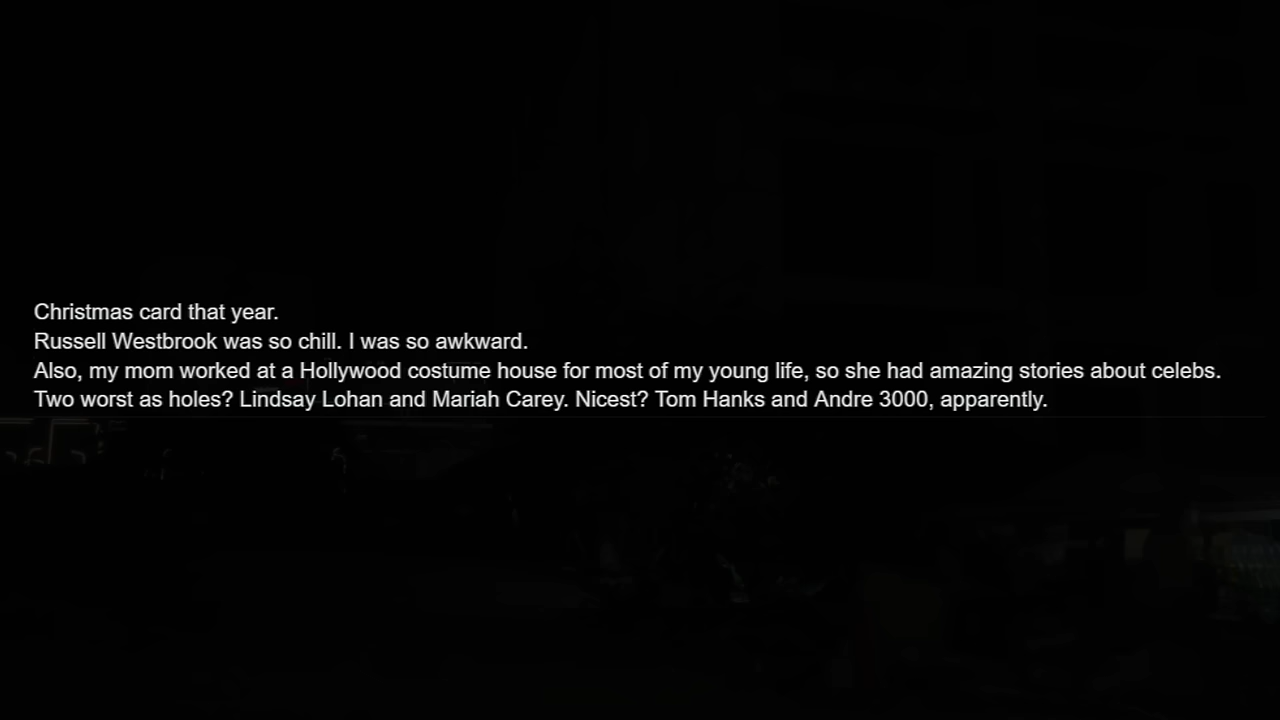 Christmas card that year.
Russell Westbrook was so chill. I was so awkward.
Also, my mom worked at a Hollywood costume house for most of my young life, so she had amazing stories about celebs.
Two worst as holes? Lindsay Lohan and Mariah Carey. Nicest? Tom Hanks and Andre 3000, apparently.